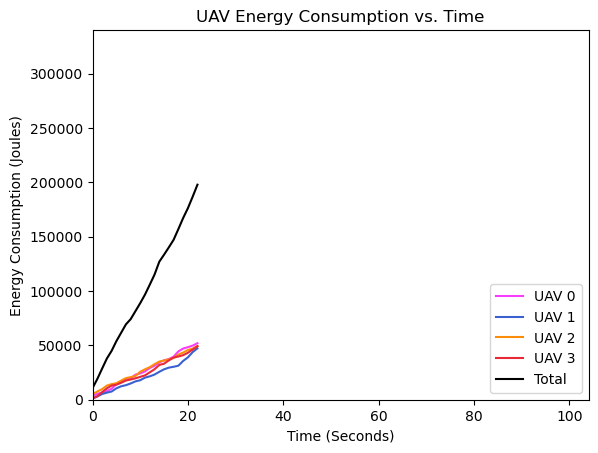 UAV Energy Consumption vs. Time
Energy Consumption (Joules)
300000
250000
200000
150000
100000
50000
0
0 20 40 60 80 100
Time (Seconds)
UAV 0
UAV 1
UAV 2
UAV 3
Total